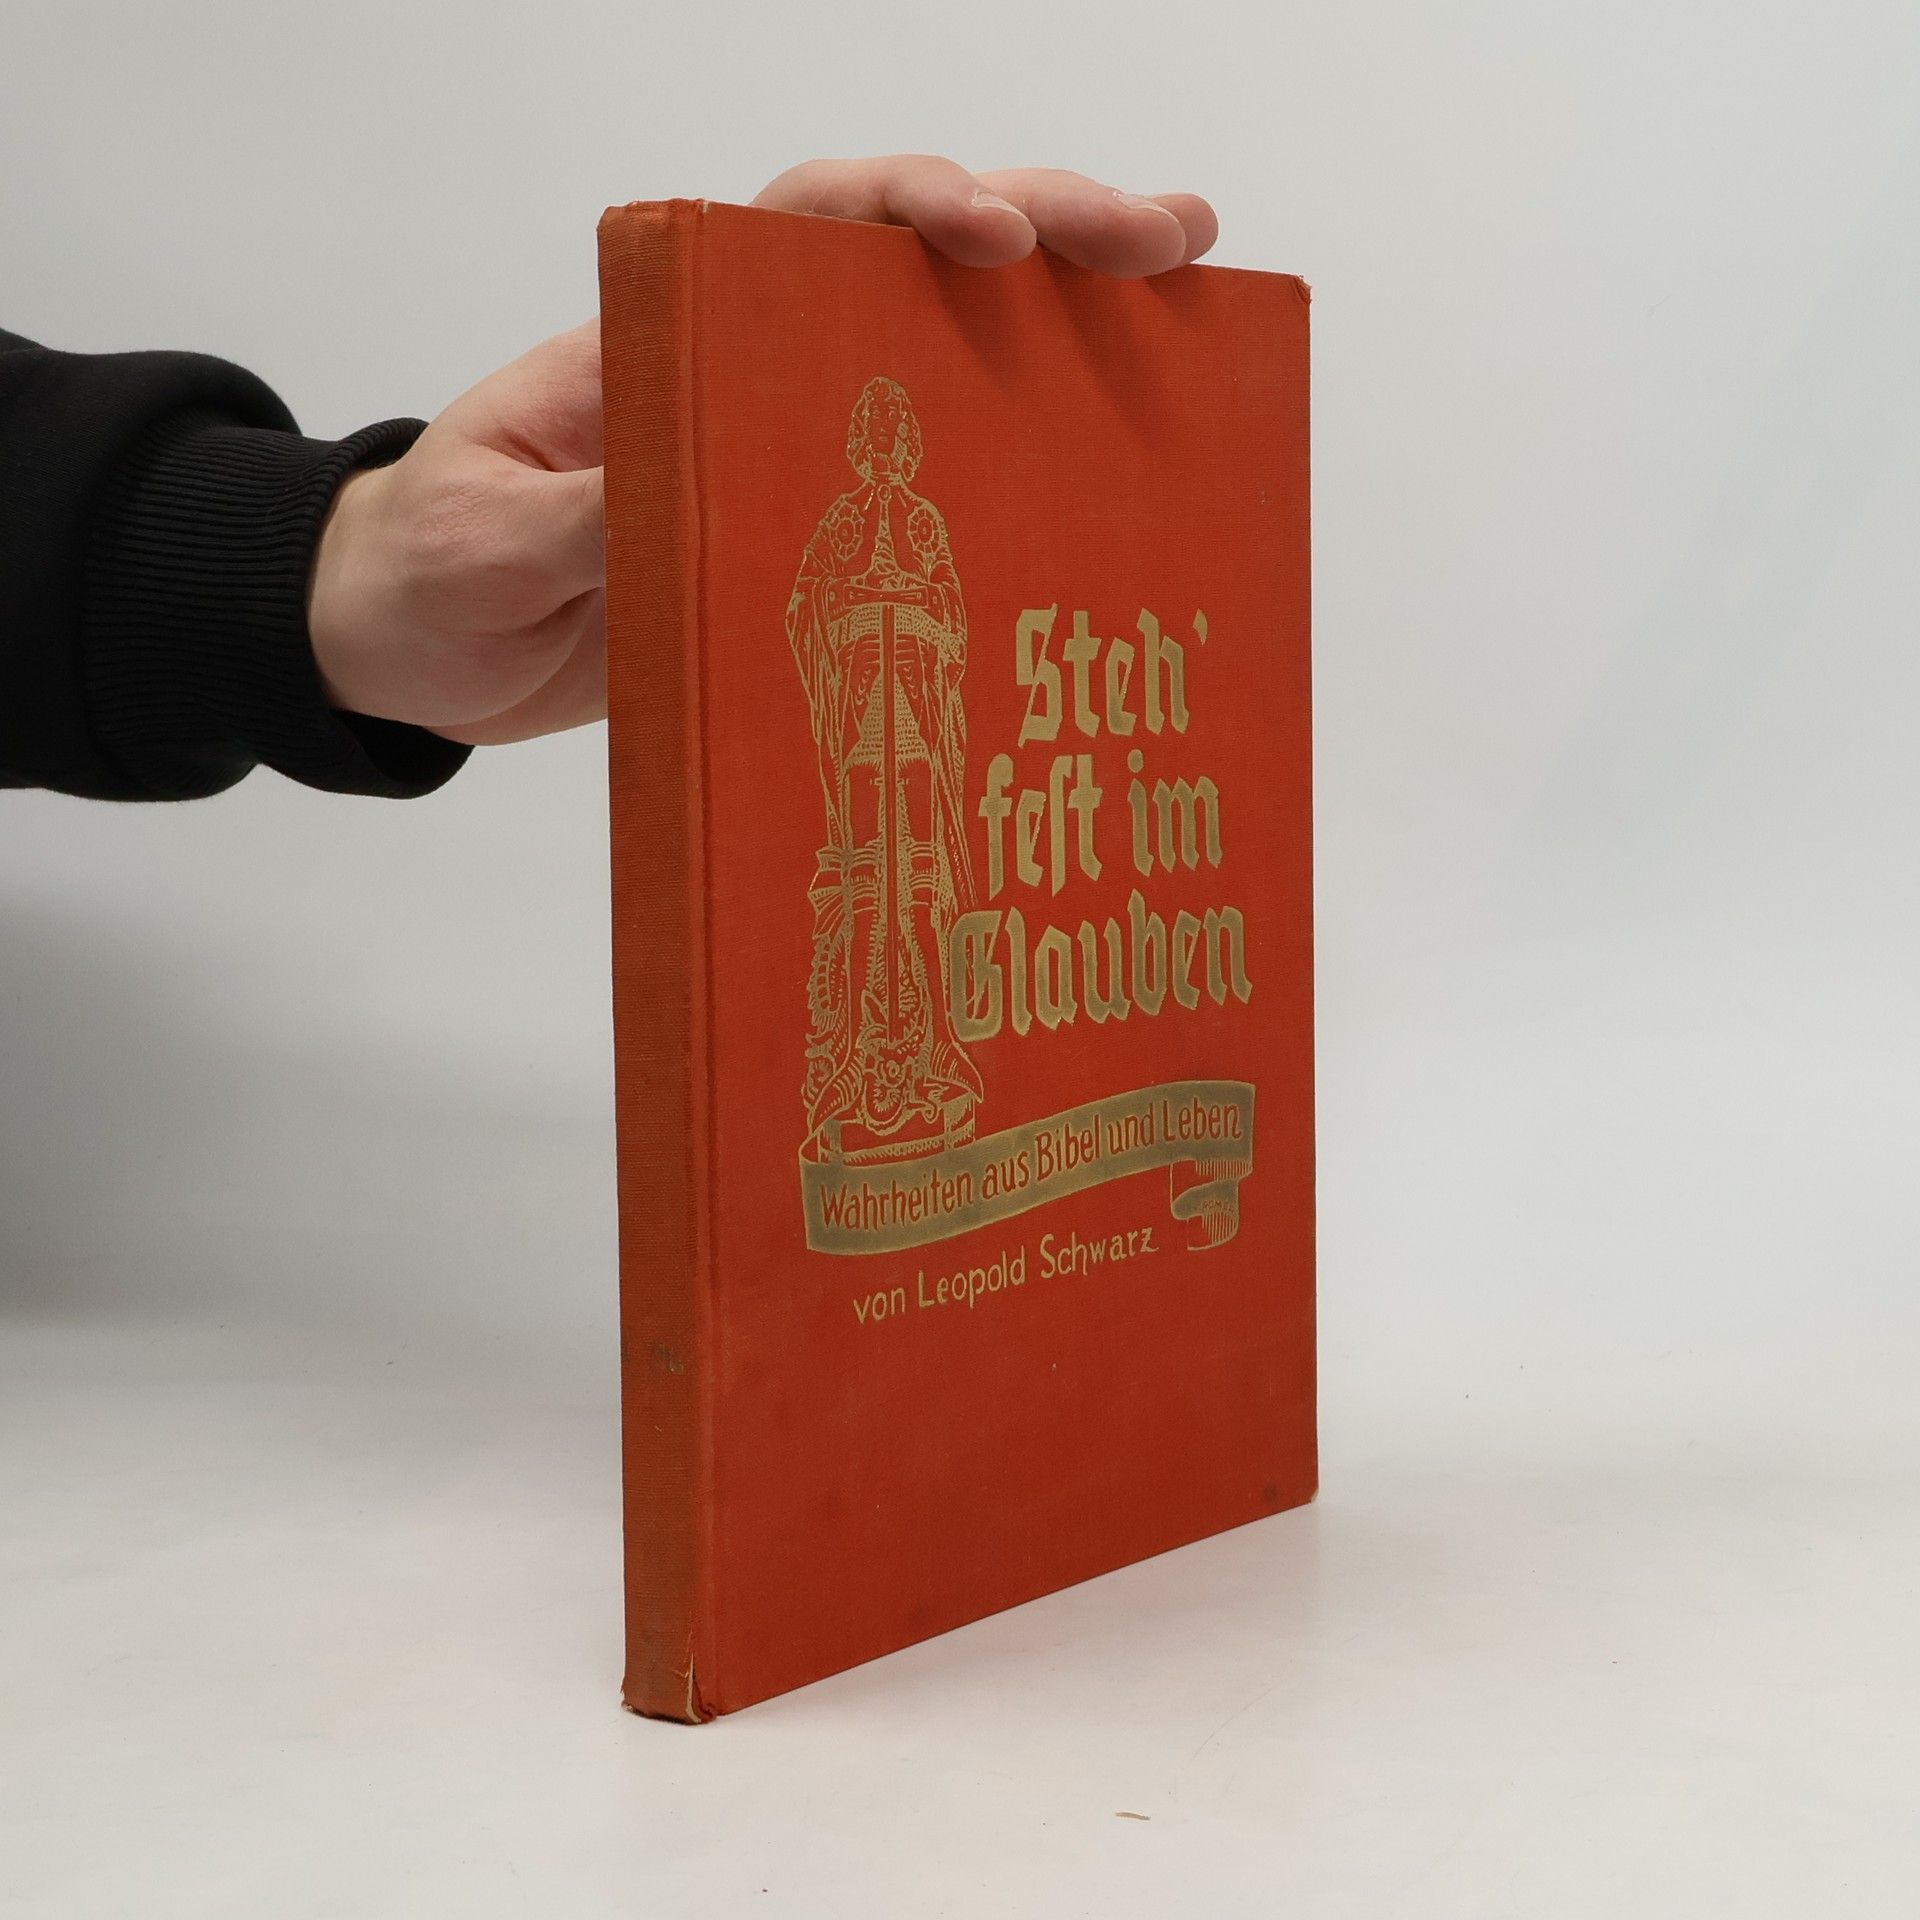 Steh'
fest im
Glauben
Wahrheiten aus Bibel und Leben
von Leopold Schwarz